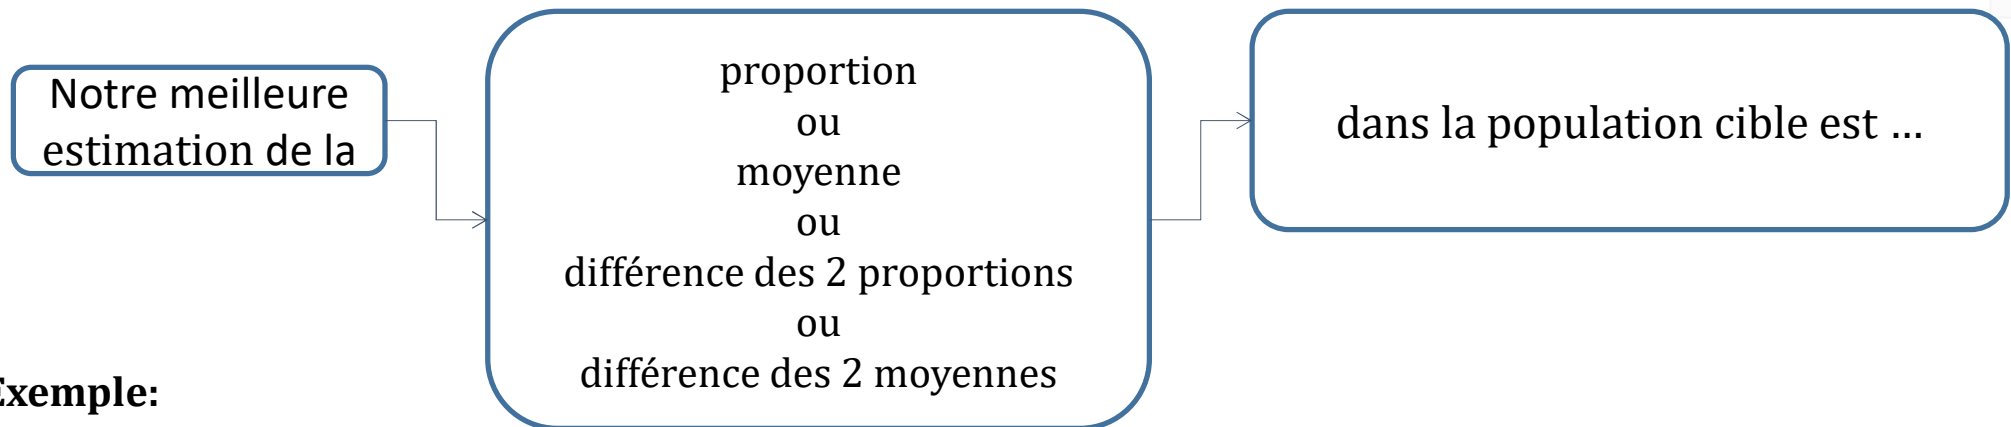 Notre meilleure
estimation de la
proportion
ou
moyenne
ou
différence des 2 proportions
ou
différence des 2 moyennes
dans la population cible est ...
Exemple: